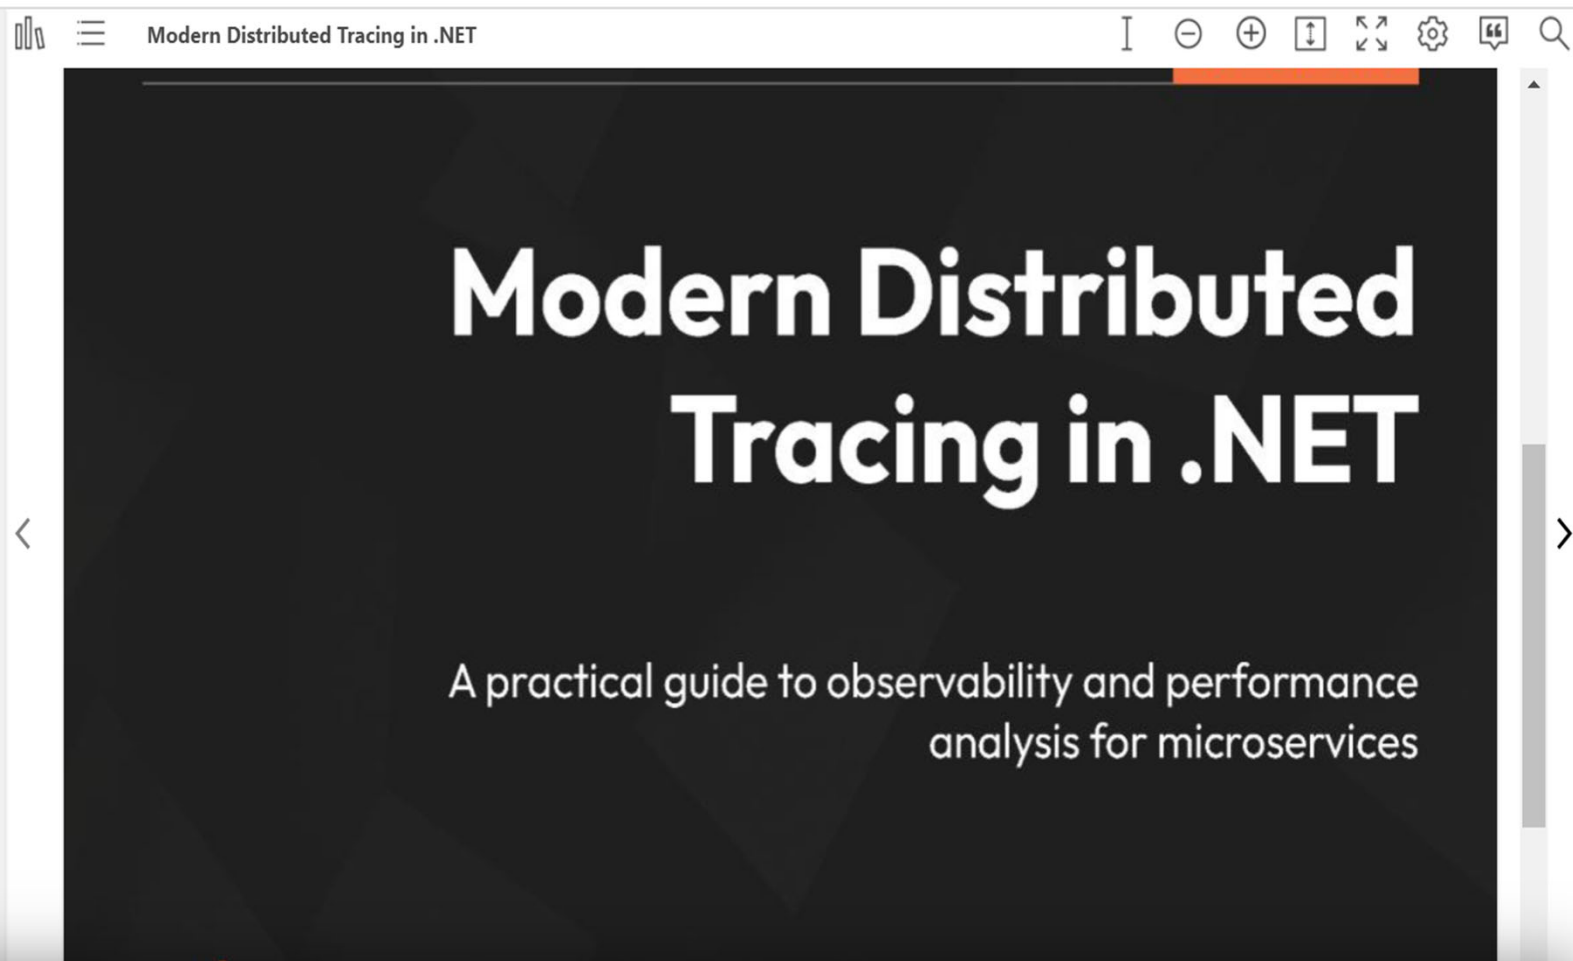 Modern Distributed Tracing in .NET
Modern Distributed
Tracing in .NET
A practical guide to observability and performance
analysis for microservices